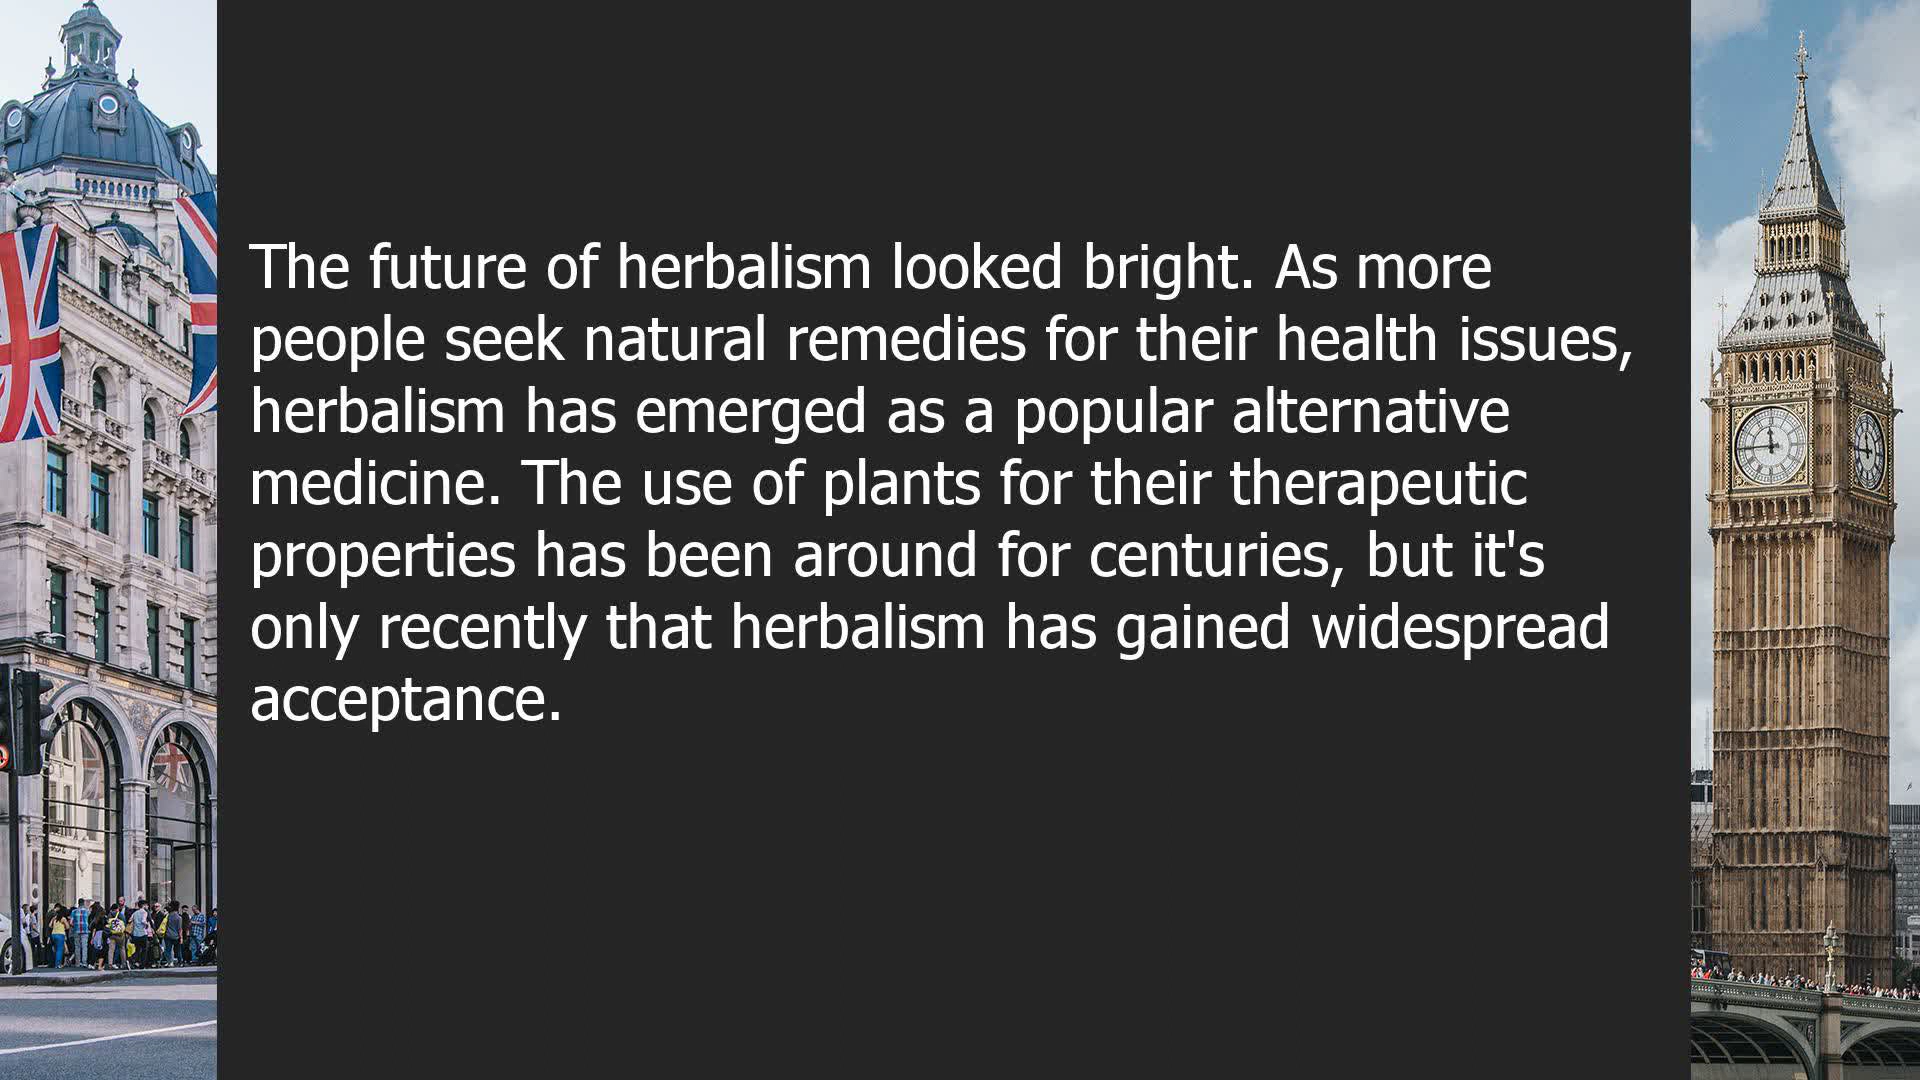 The future of herbalism looked bright. As more
people seek natural remedies for their health issues,
herbalism has emerged as a popular alternative
medicine. The use of plants for their therapeutic
properties has been around for centuries, but it's
only recently that herbalism has gained widespread
acceptance.